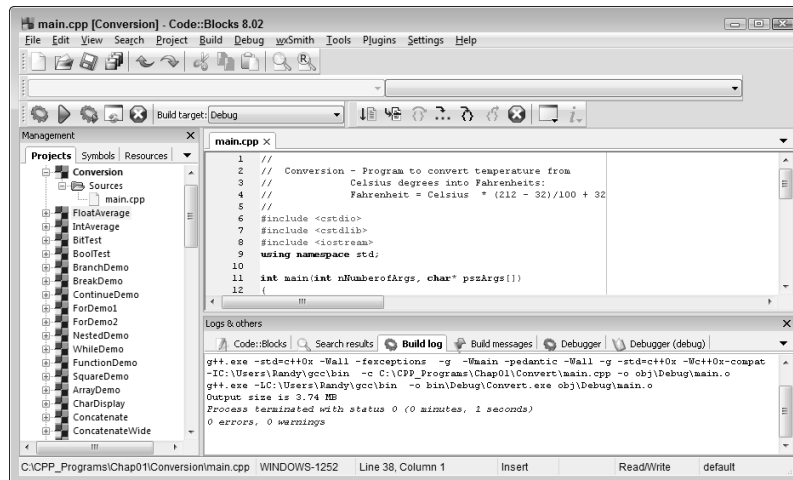 main.cpp [Conversion] - Code::Blocks 8.02
File Edit View Search Project Build Debug wxSmith Tools Plugins Settings Help
Build target: Debug
Management
Projects Symbols Resources
Conversion
Sources
main.cpp
FloatAverage
IntAverage
BitTest
BoolTest
BranchDemo
BreakDemo
ContinueDemo
ForDemo1
ForDemo2
NestedDemo
WhileDemo
FunctionDemo
SquareDemo
ArrayDemo
CharDisplay
Concatenate
ConcatenateWide
main.cpp
1 //
2 // Conversion - Program to convert temperature from
3 // Celsius degrees into Fahrenheits:
4 // Fahrenheit = Celsius * (212 - 32)/100 + 32
5 //
6 #include <cstdio>
7 #include <cstdlib>
8 #include <iostream>
9 using namespace std;
10
11 int main(int nNumberofArgs, char* pszArgs[])
12 {
Logs & others
Code::Blocks Search results Build log Build messages Debugger Debugger (debug)
g++.exe -std=c++0x -Wall -fexceptions -g -Wmain -pedantic -Wall -g -std=c++0x -Wc++0x-compat
-IC:\Users\Randy\gcc\bin -c C:\CPP_Programs\Chap01\Convert\main.cpp -o obj\Debug\main.o
g++.exe -LC:\Users\Randy\gcc\bin -o bin\Debug\Convert.exe obj\Debug\main.o
Output size is 3.74 MB
Process terminated with status 0 (0 minutes, 1 seconds)
0 errors, 0 warnings
C:\CPP_Programs\Chap01\Conversion\main.cpp WINDOWS-1252 Line 38, Column 1 Insert Read/Write default